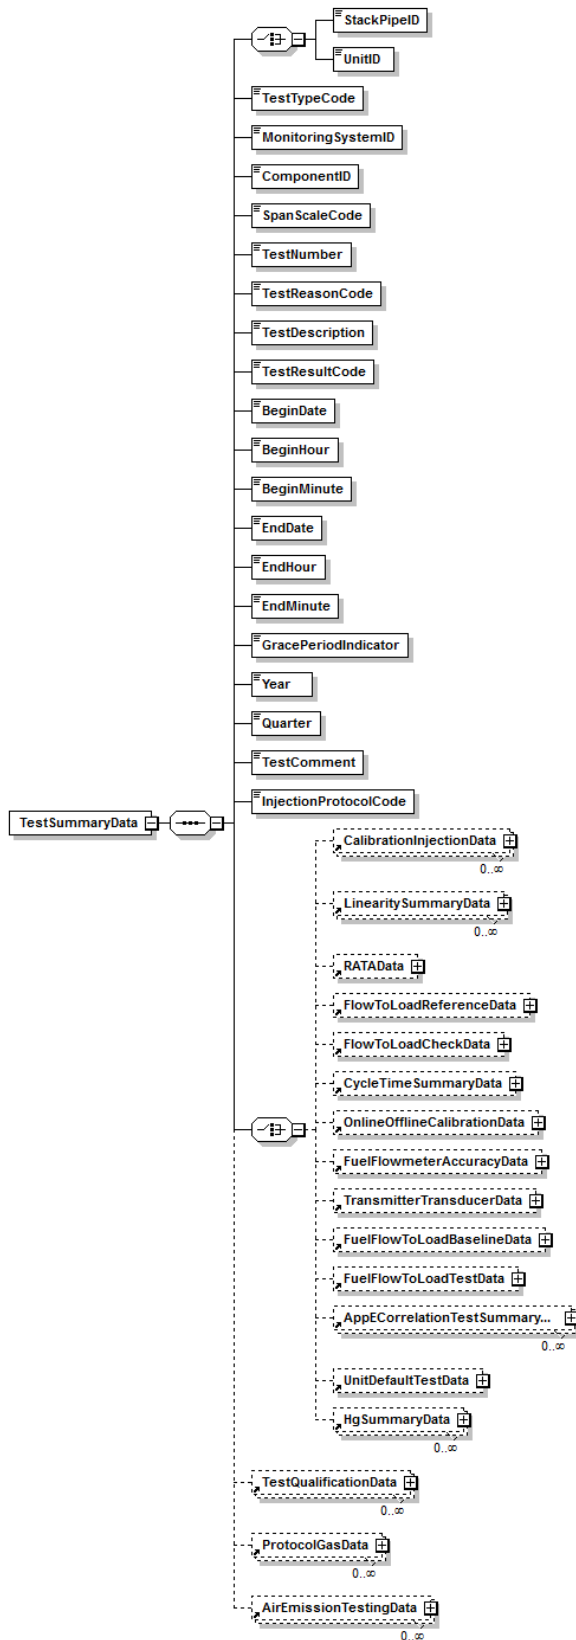 StackPipeID
UnitID
TestTypeCode
MonitoringSystemID
ComponentID
SpanScaleCode
TestNumber
TestReasonCode
TestDescription
TestResultCode
BeginDate
BeginHour
BeginMinute
EndDate
EndHour
EndMinute
GracePeriodIndicator
Year
Quarter
TestComment
InjectionProtocolCode
TestSummaryData
CalibrationInjectionData
0..∞
LinearitySummaryData
0..∞
RATAData
FlowToLoadReferenceData
FlowToLoadCheckData
CycleTimeSummaryData
OnlineOfflineCalibrationData
FuelFlowmeterAccuracyData
TransmitterTransducerData
FuelFlowToLoadBaselineData
FuelFlowToLoadTestData
AppECorrelationTestSummary...
0..∞
UnitDefaultTestData
HgSummaryData
0..∞
TestQualificationData
0..∞
ProtocolGasData
0..∞
AirEmissionTestingData
0..∞